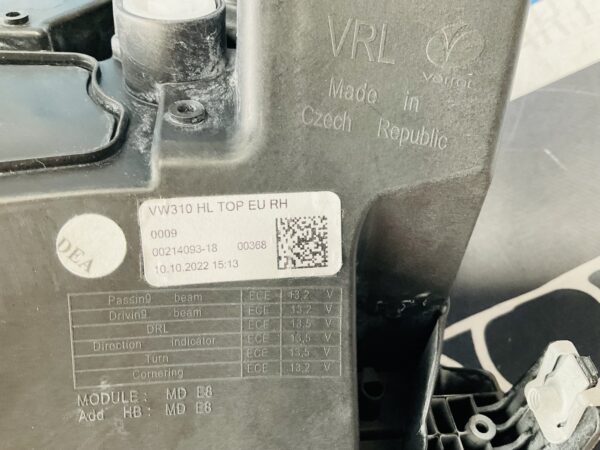 VRL
varroc
Made in
Czech Republic
VW310 HL TOP EU RH
0009
00214093-18 00368
10.10.2022 15:13
DEA
Passing beam ECE 13,2 V
Driving beam ECE 13,2 V
DRL ECE 13,5 V
Direction indicator ECE 13,5 V
Turn ECE 13,5 V
Cornering ECE 13,2 V
MODULE: MD E8
Add HB: MD E8